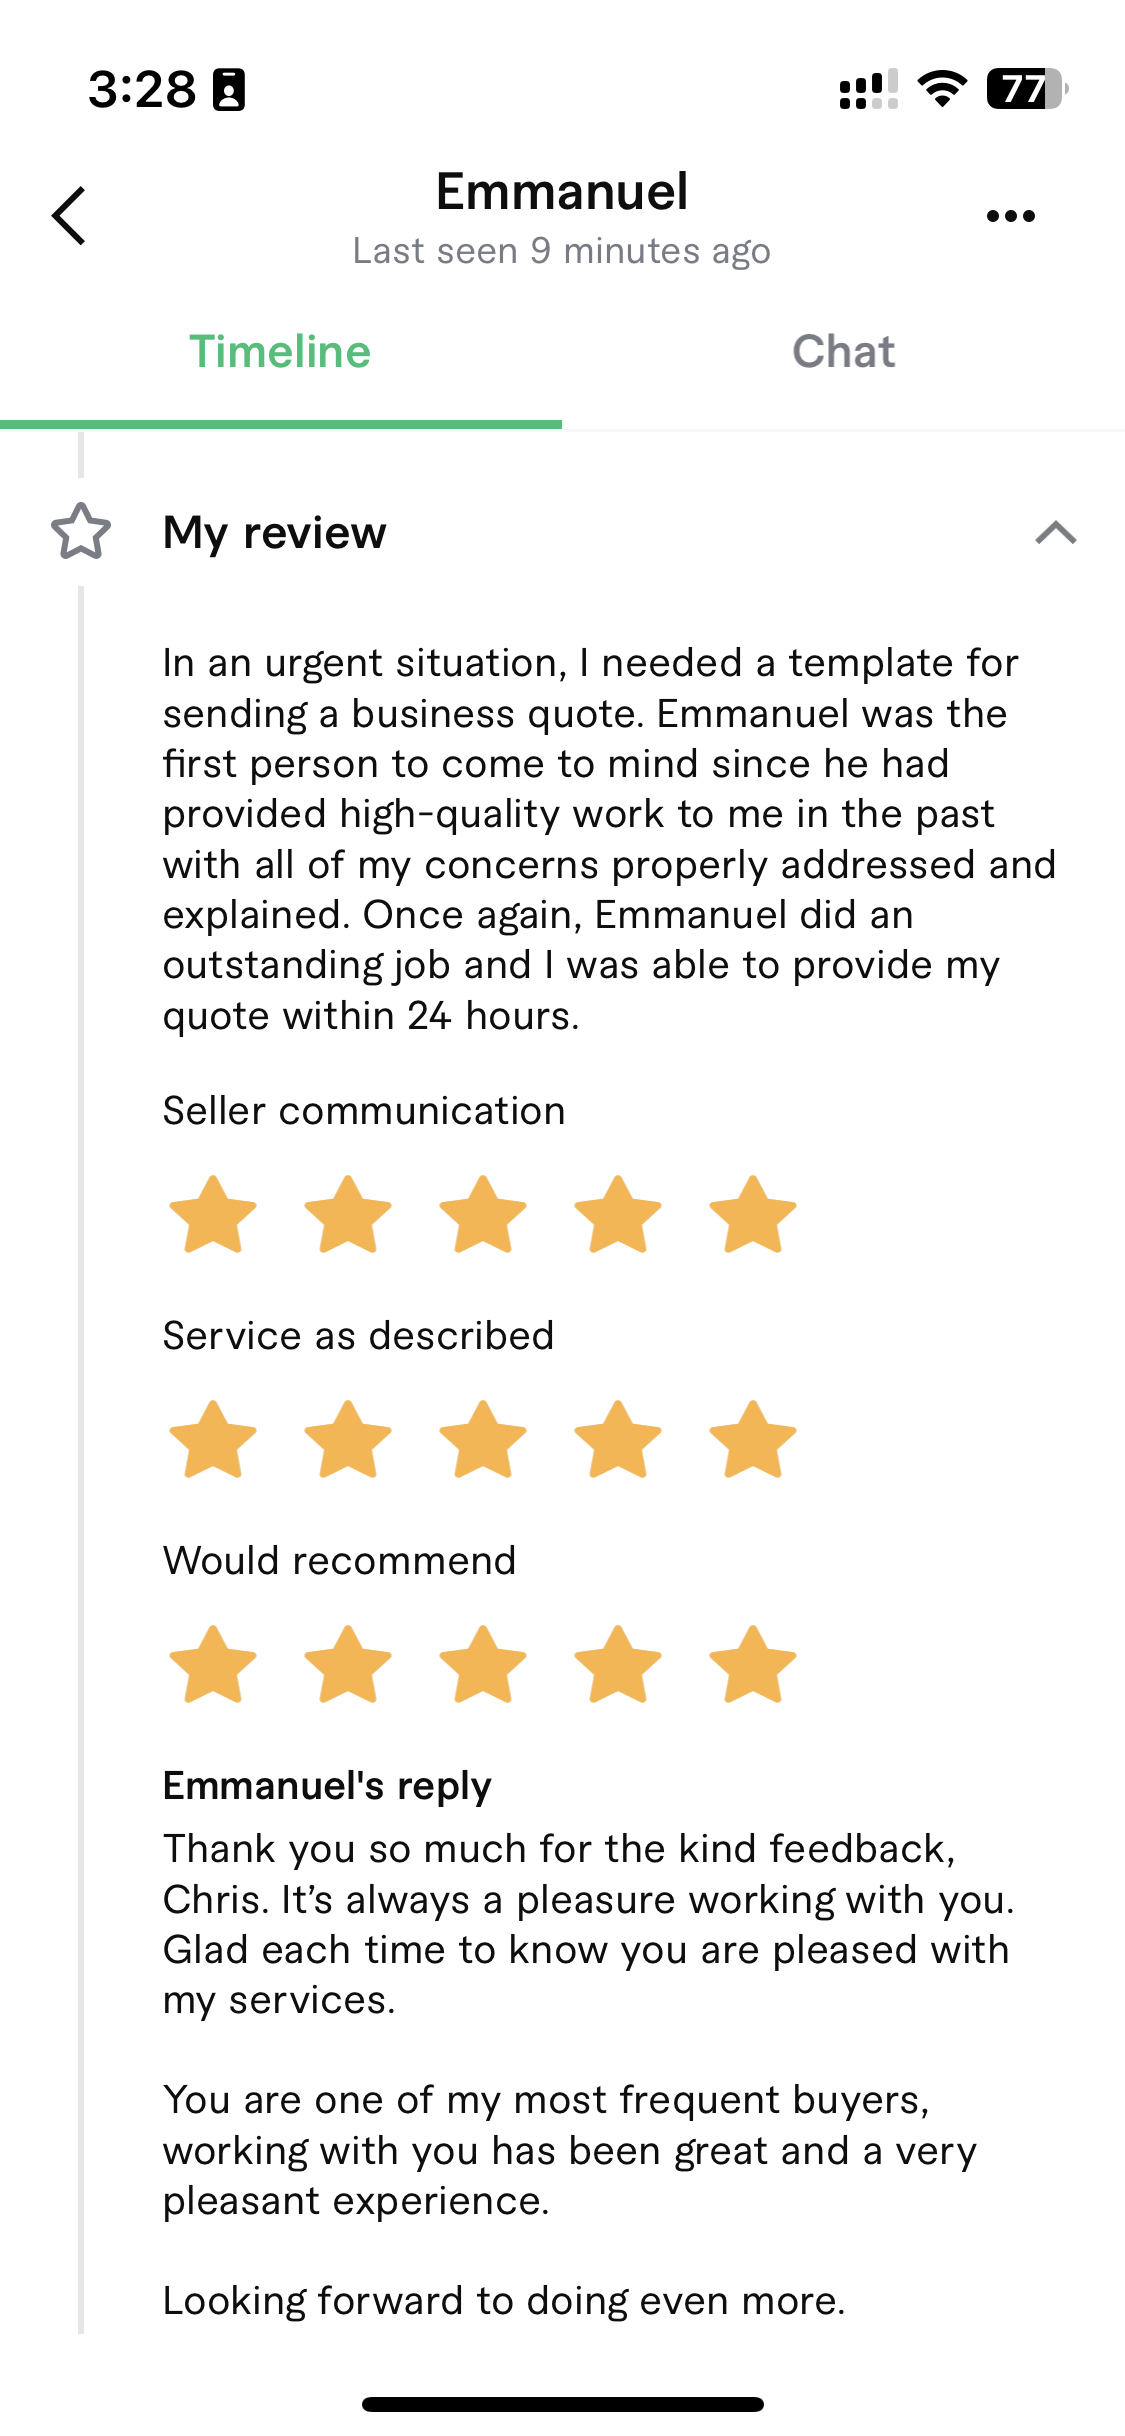 3:28
77
Emmanuel
Last seen 9 minutes ago
Timeline
Chat
My review
In an urgent situation, I needed a template for
sending a business quote. Emmanuel was the
first person to come to mind since he had
provided high-quality work to me in the past
with all of my concerns properly addressed and
explained. Once again, Emmanuel did an
outstanding job and I was able to provide my
quote within 24 hours.
Seller communication
Service as described
Would recommend
Emmanuel's reply
Thank you so much for the kind feedback,
Chris. It’s always a pleasure working with you.
Glad each time to know you are pleased with
my services.
You are one of my most frequent buyers,
working with you has been great and a very
pleasant experience.
Looking forward to doing even more.